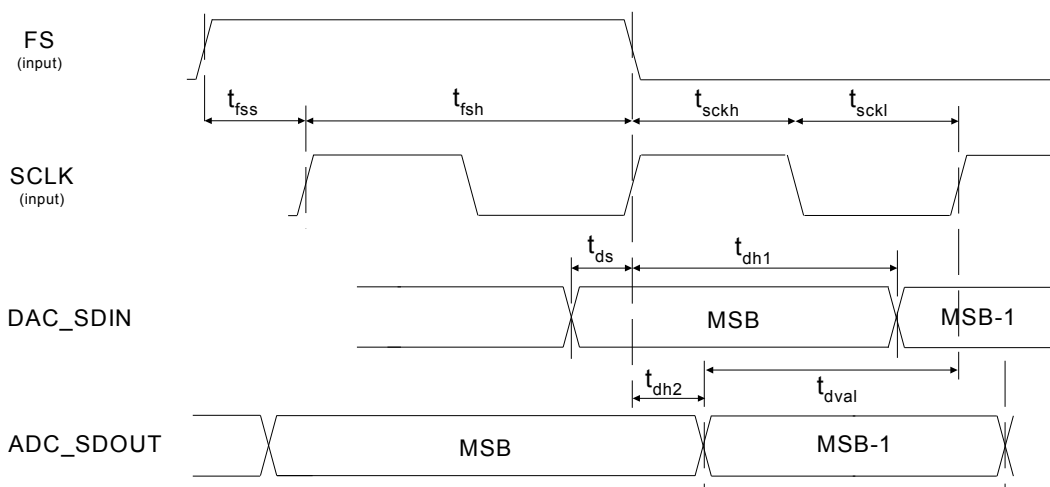 FS
(input)
t_fss
t_fsh
t_sckh
t_sckl
SCLK
(input)
t_ds
t_dh1
DAC_SDIN
MSB
MSB-1
t_dh2
t_dval
ADC_SDOUT
MSB
MSB-1